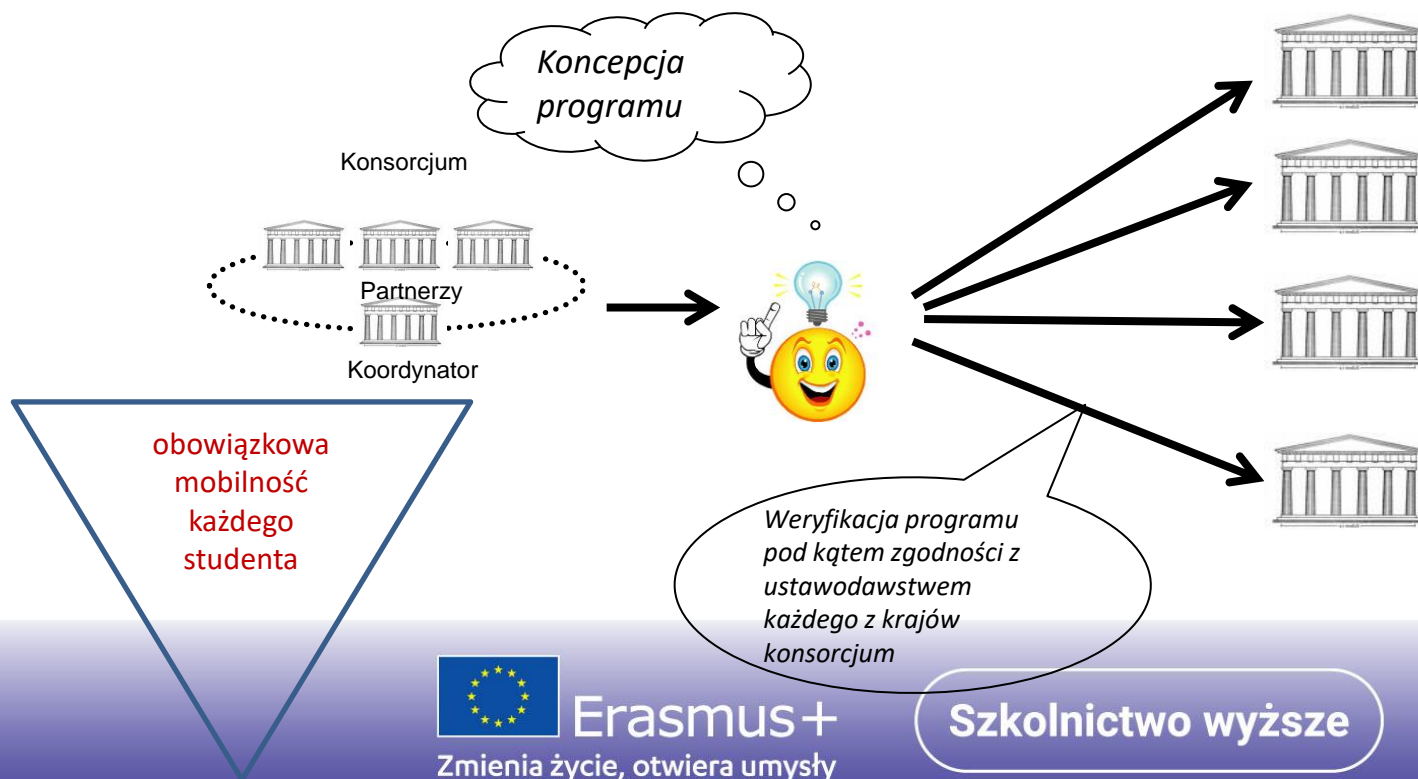 Koncepcja
programu
Konsorcjum
Partnerzy
Koordynator
obowiązkowa
mobilność
każdego
studenta
Weryfikacja programu
pod kątem zgodności z
ustawodawstwem
każdego z krajów
konsorcjum
Erasmus+
Zmienia życie, otwiera umysły
Szkolnictwo wyższe